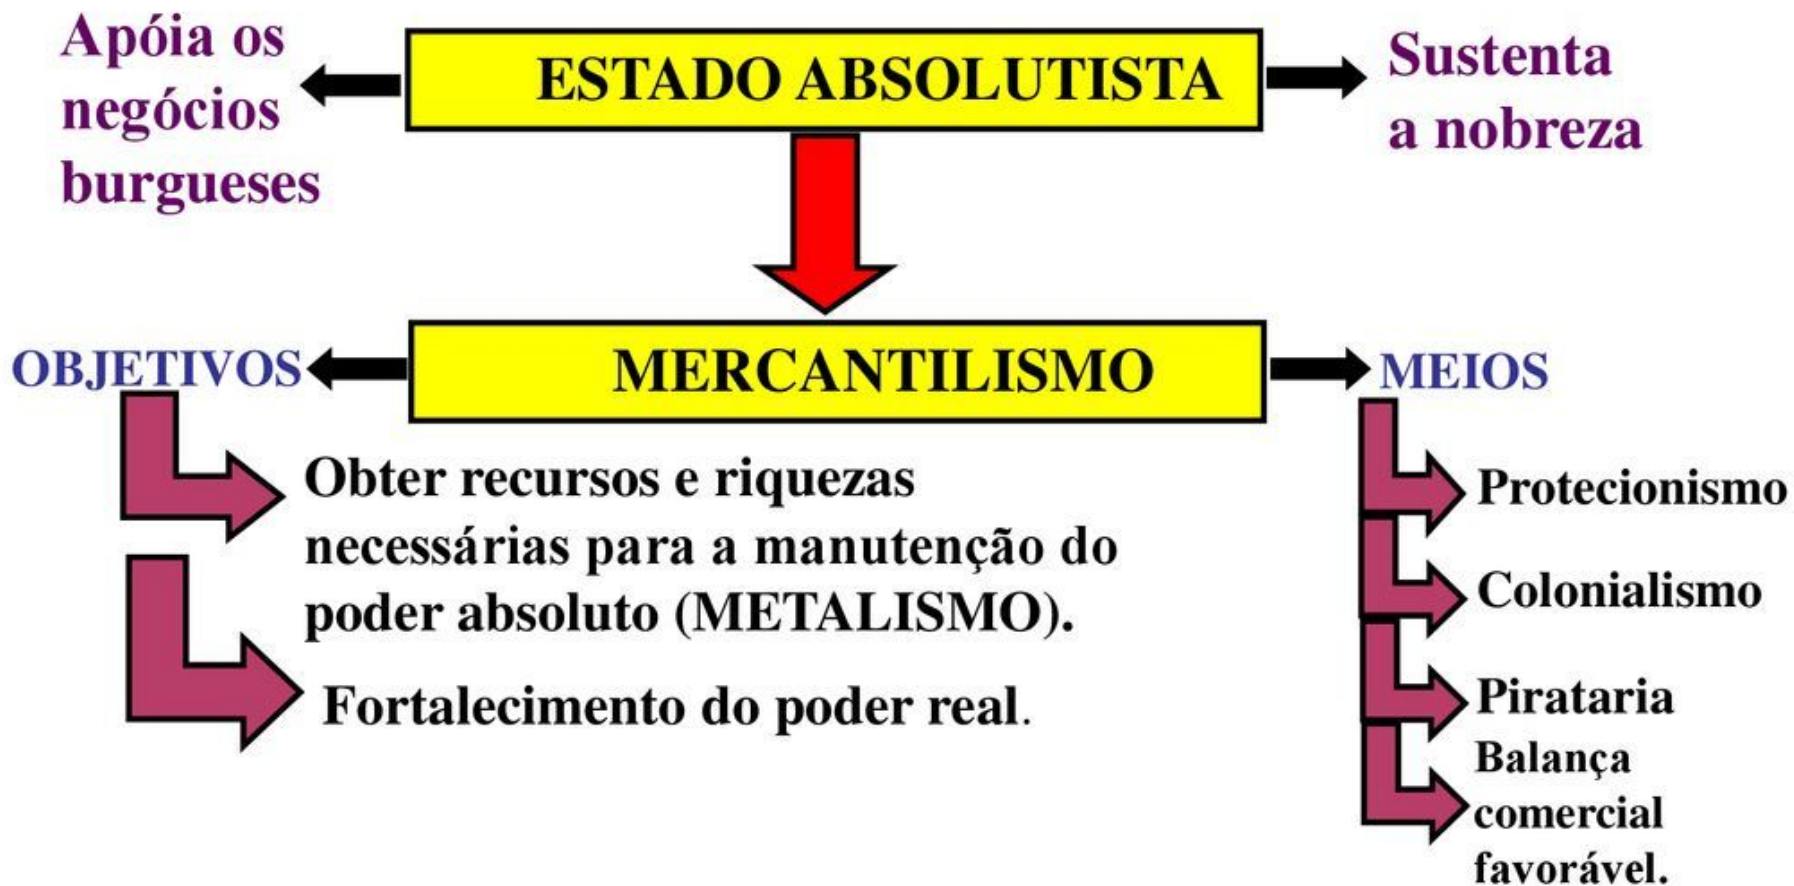 Apóia os
negócios
burgueses
ESTADO ABSOLUTISTA
Sustenta
a nobreza
OBJETIVOS
MERCANTILISMO
MEIOS
Obter recursos e riquezas
necessárias para a manutenção do
poder absoluto (METALISMO).
Fortalecimento do poder real.
Protecionismo
Colonialismo
Pirataria
Balança
comercial
favorável.